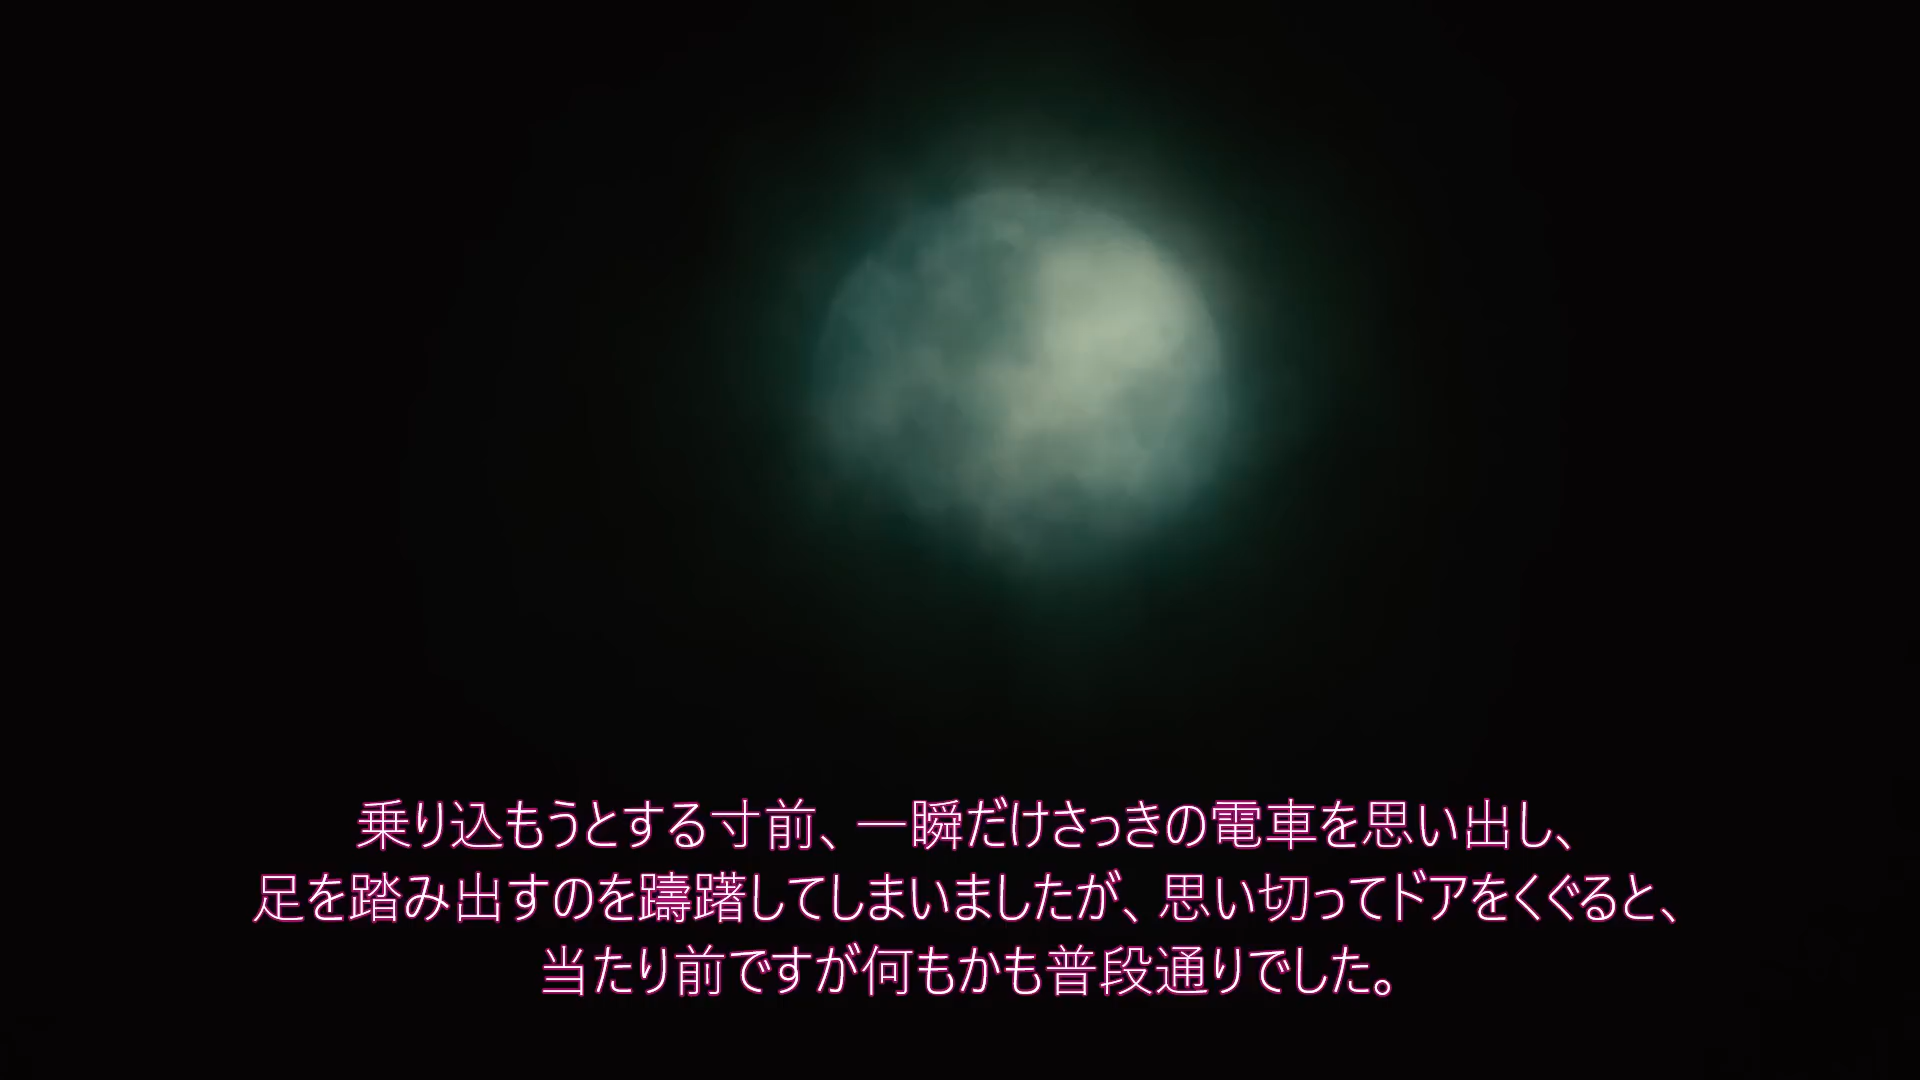 乗り込もうとする寸前、一瞬だけさっきの電車を思い出し、
足を踏み出すのを躊躇してしまいましたが、思い切ってドアをくぐると、
当たり前ですが何もかも普段通りでした。